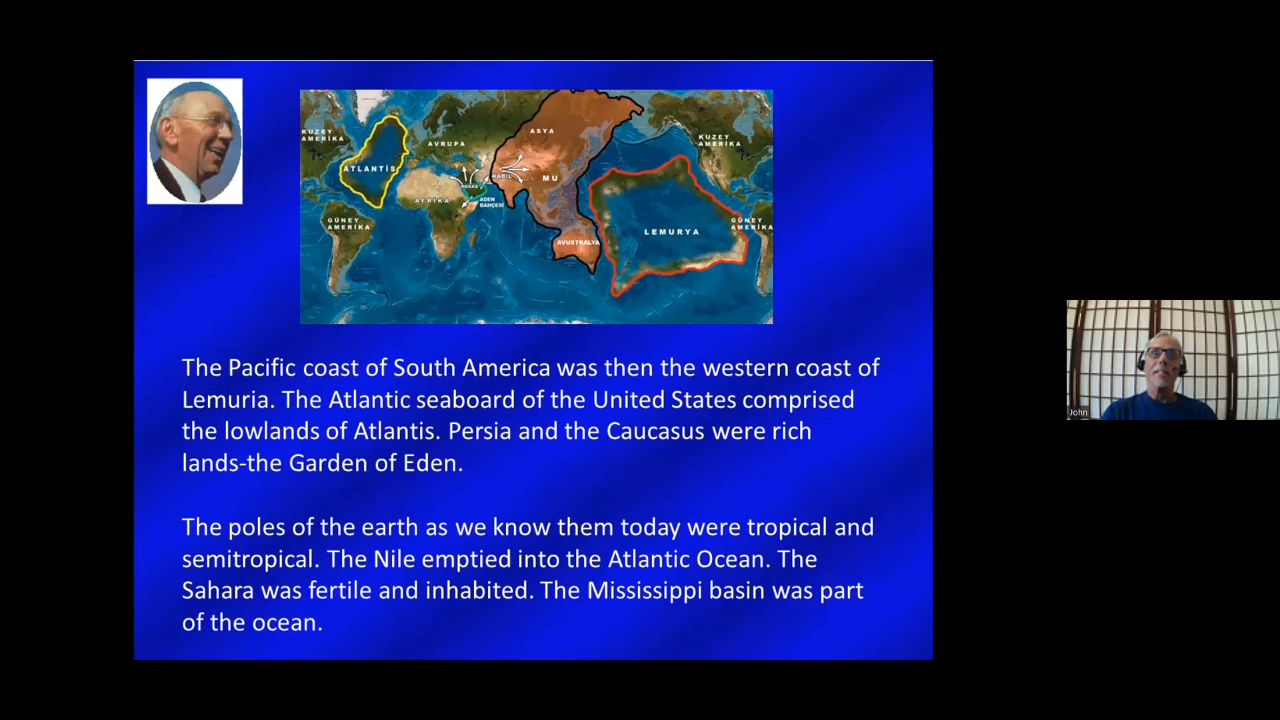 KUZEY
AMERİKA
ATLANTİS
AVRUPA
ASYA
KUZEY
AMERİKA
MEKKE
KABİL
MU
AFRİKA
ADEN
BAHÇESİ
GÜNEY
AMERİKA
AVUSTRALYA
LEMURYA
GÜNEY
AMERİKA
The Pacific coast of South America was then the western coast of
Lemuria. The Atlantic seaboard of the United States comprised
the lowlands of Atlantis. Persia and the Caucasus were rich
lands-the Garden of Eden.
The poles of the earth as we know them today were tropical and
semitropical. The Nile emptied into the Atlantic Ocean. The
Sahara was fertile and inhabited. The Mississippi basin was part
of the ocean.
John